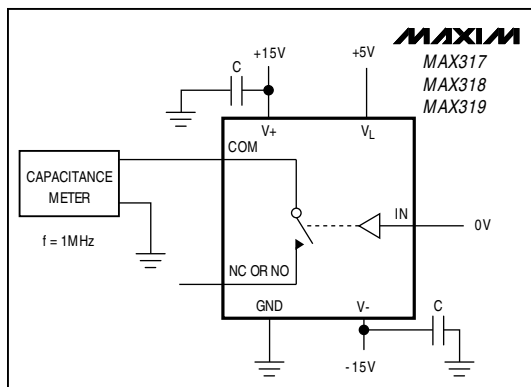 MAXIM
MAX317
MAX318
MAX319
+15V
+5V
C
V+
VL
COM
CAPACITANCE
METER
f = 1MHz
IN
0V
NC OR NO
GND
V-
C
-15V